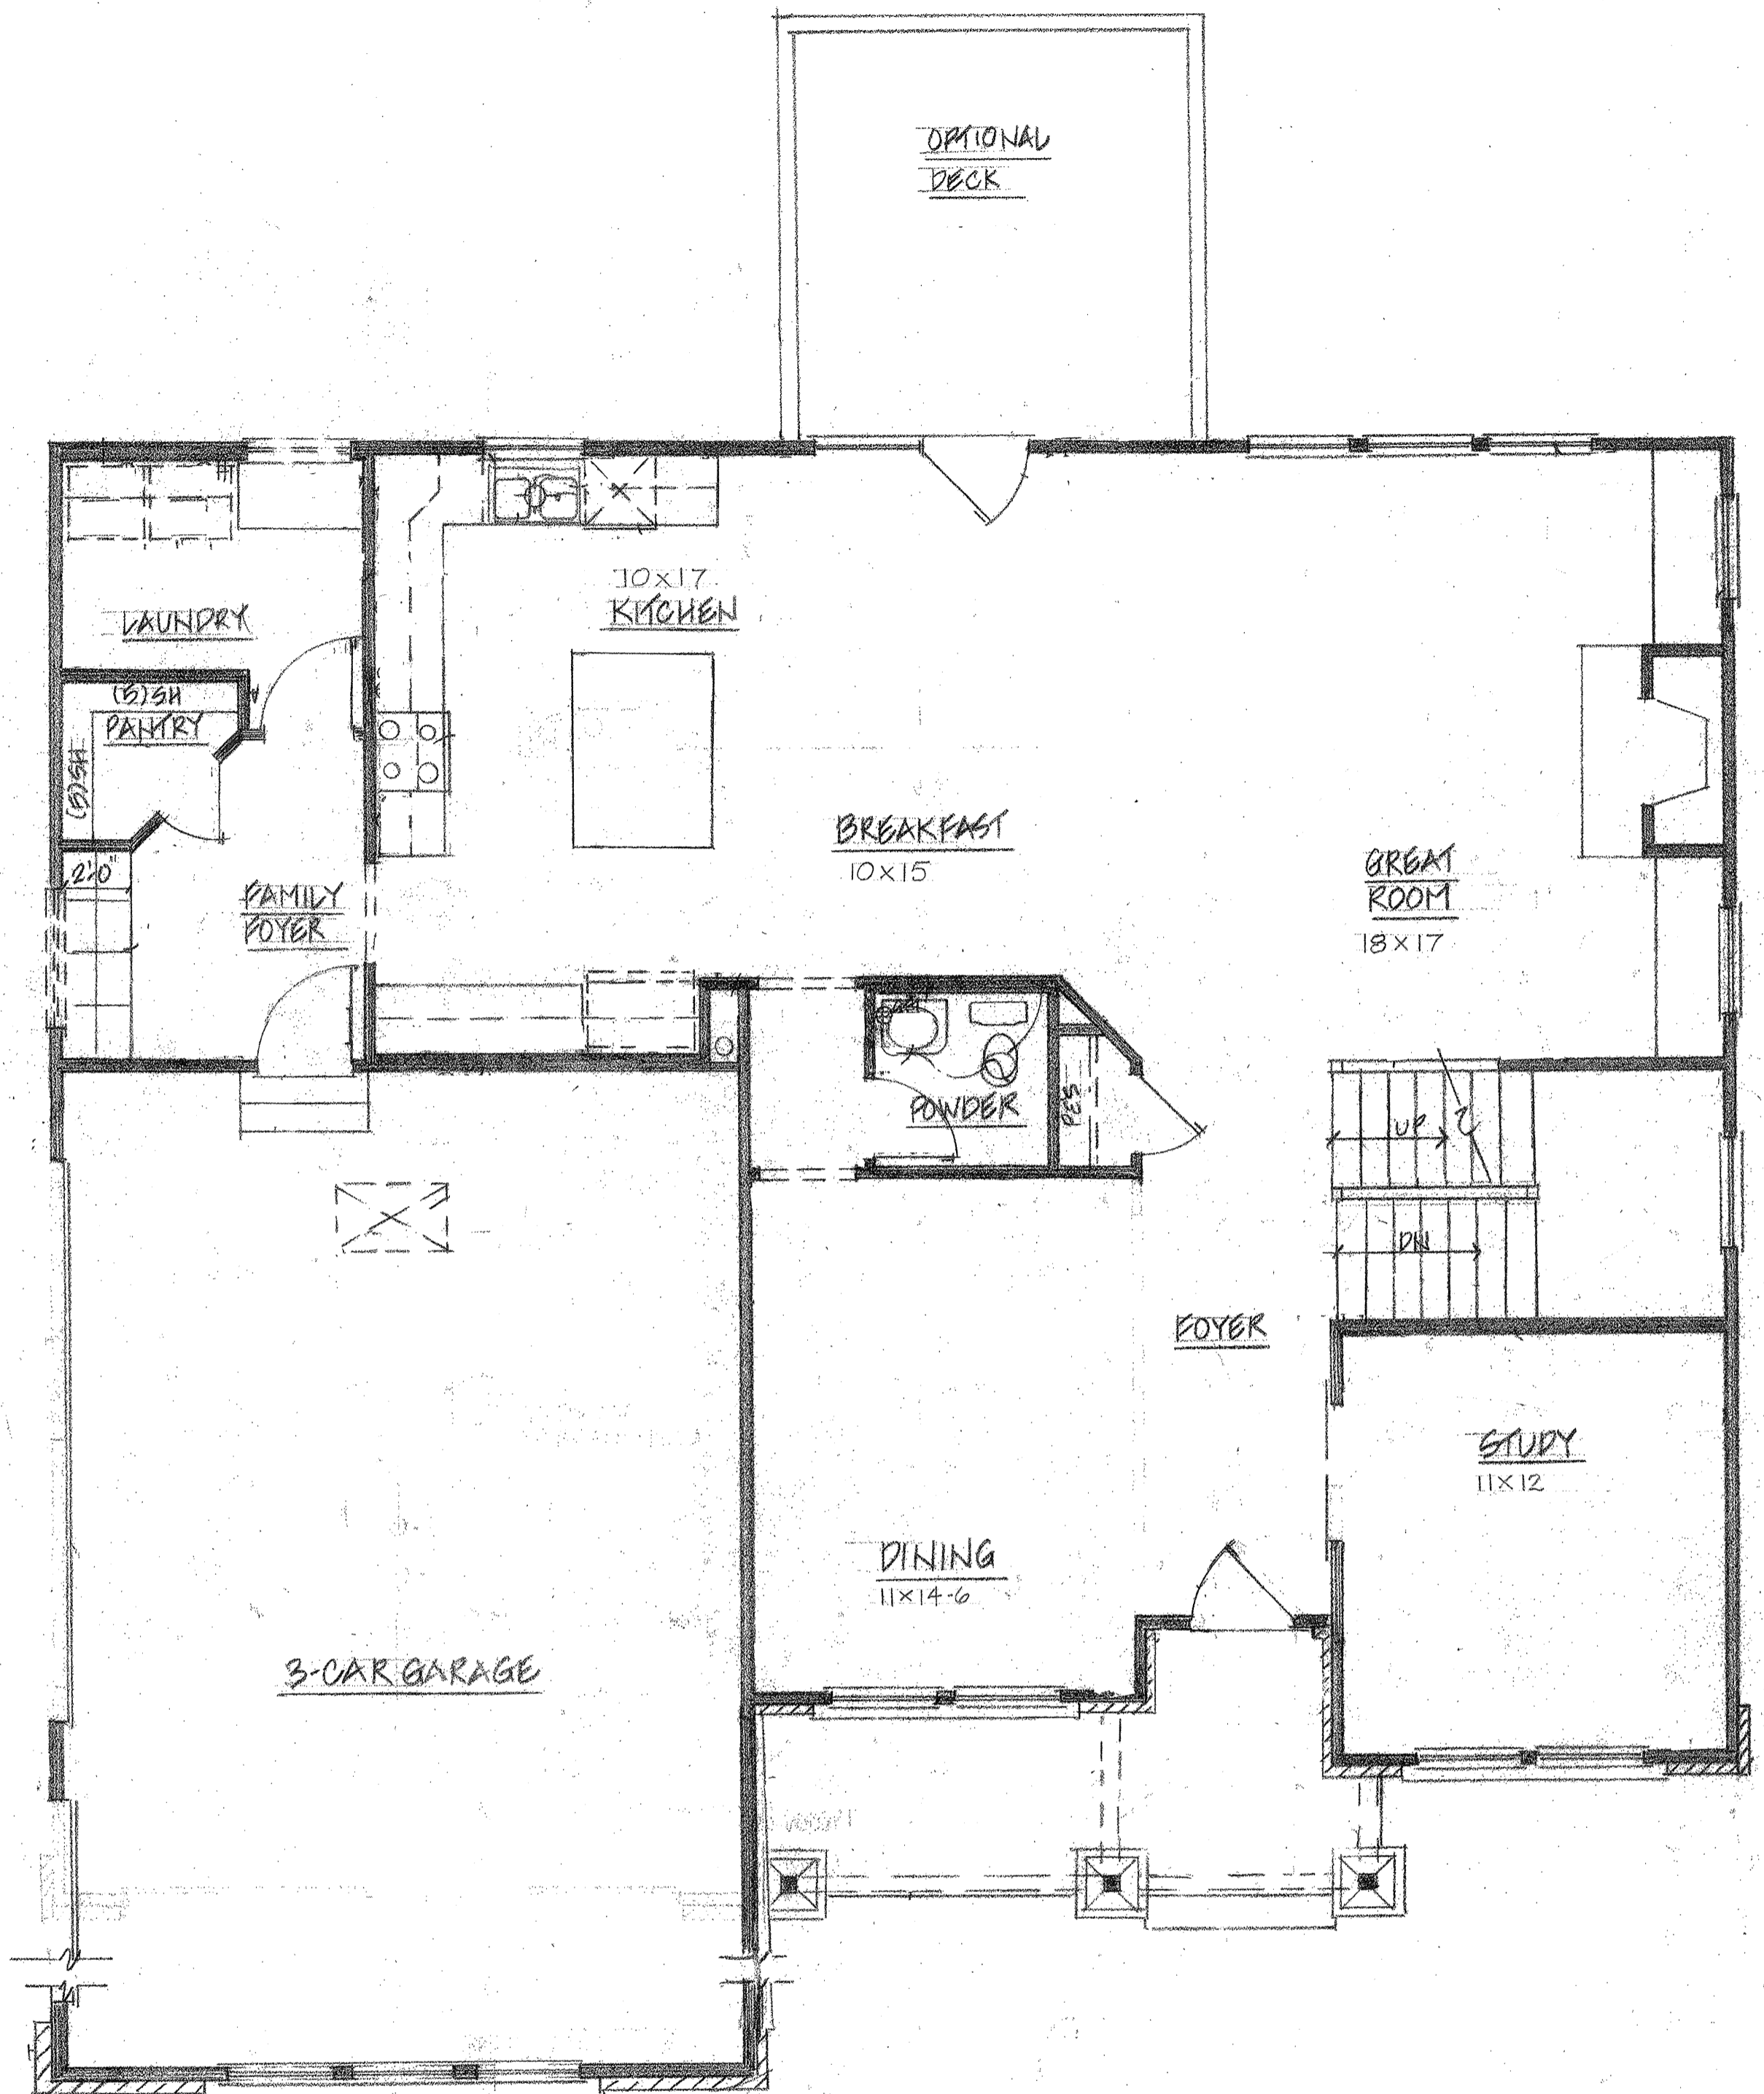 OPTIONAL
DECK
10x17
KITCHEN
LAUNDRY
(5)SH
PANTRY
(5)SH
BREAKFAST
10x15
2'-0"
FAMILY
FOYER
GREAT
ROOM
18x17
POWDER
UP
DN
FOYER
STUDY
11x12
DINING
11x14-6
3-CAR GARAGE